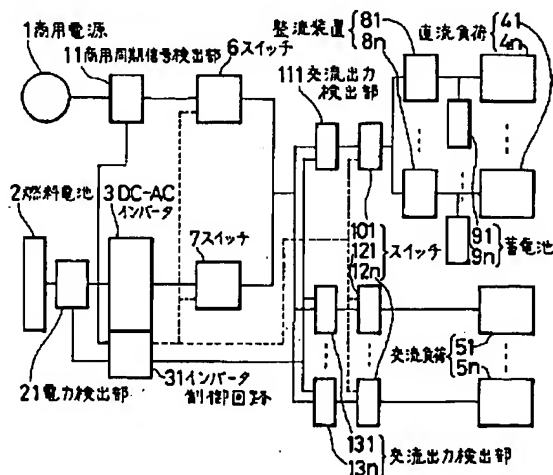 1商用電源
11商用同期信号検出部
6スイッチ
整流装置{81
8n
直流負荷{41
4n
111交流出力
検出部
2燃料電池
3DC-AC
インバータ
7スイッチ
101
121
12n}スイッチ
91
9n}蓄電池
交流負荷{51
5n
21電力検出部
31インバータ
制御回路
131
13n}交流出力検出部